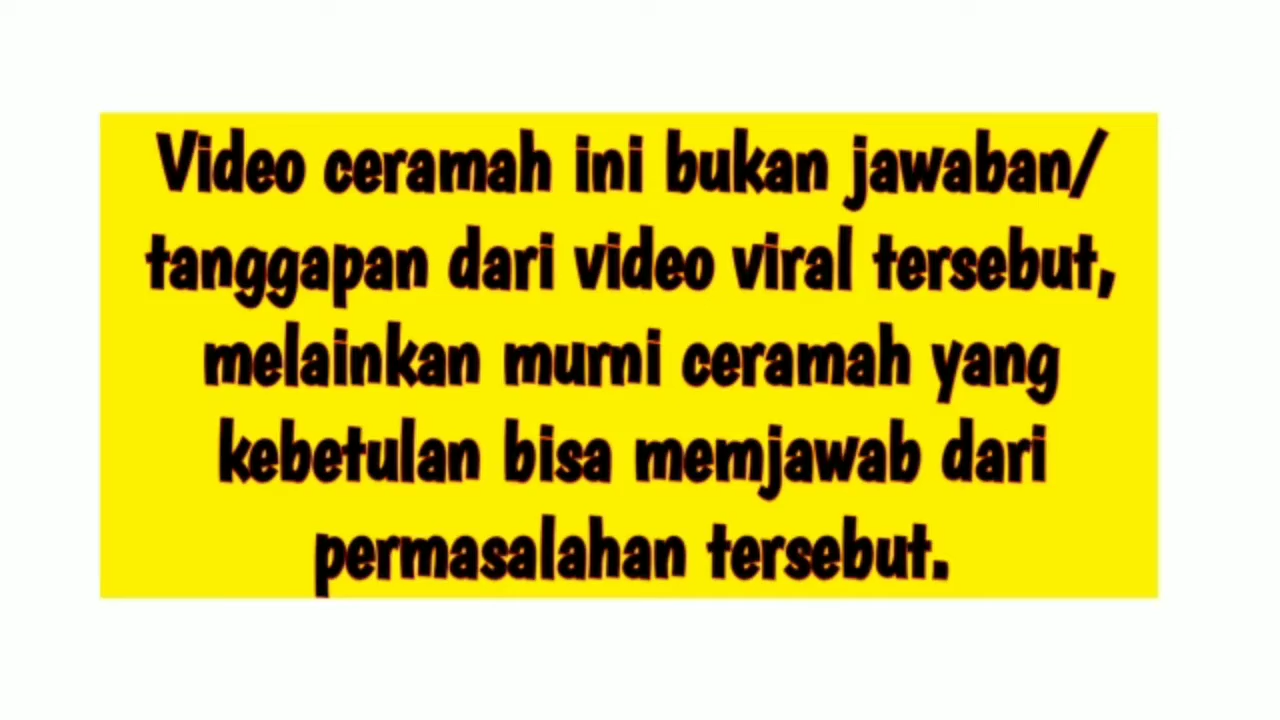 Video ceramah ini bukan jawaban/
tanggapan dari video viral tersebut,
melainkan murni ceramah yang
kebetulan bisa memjawab dari
permasalahan tersebut.